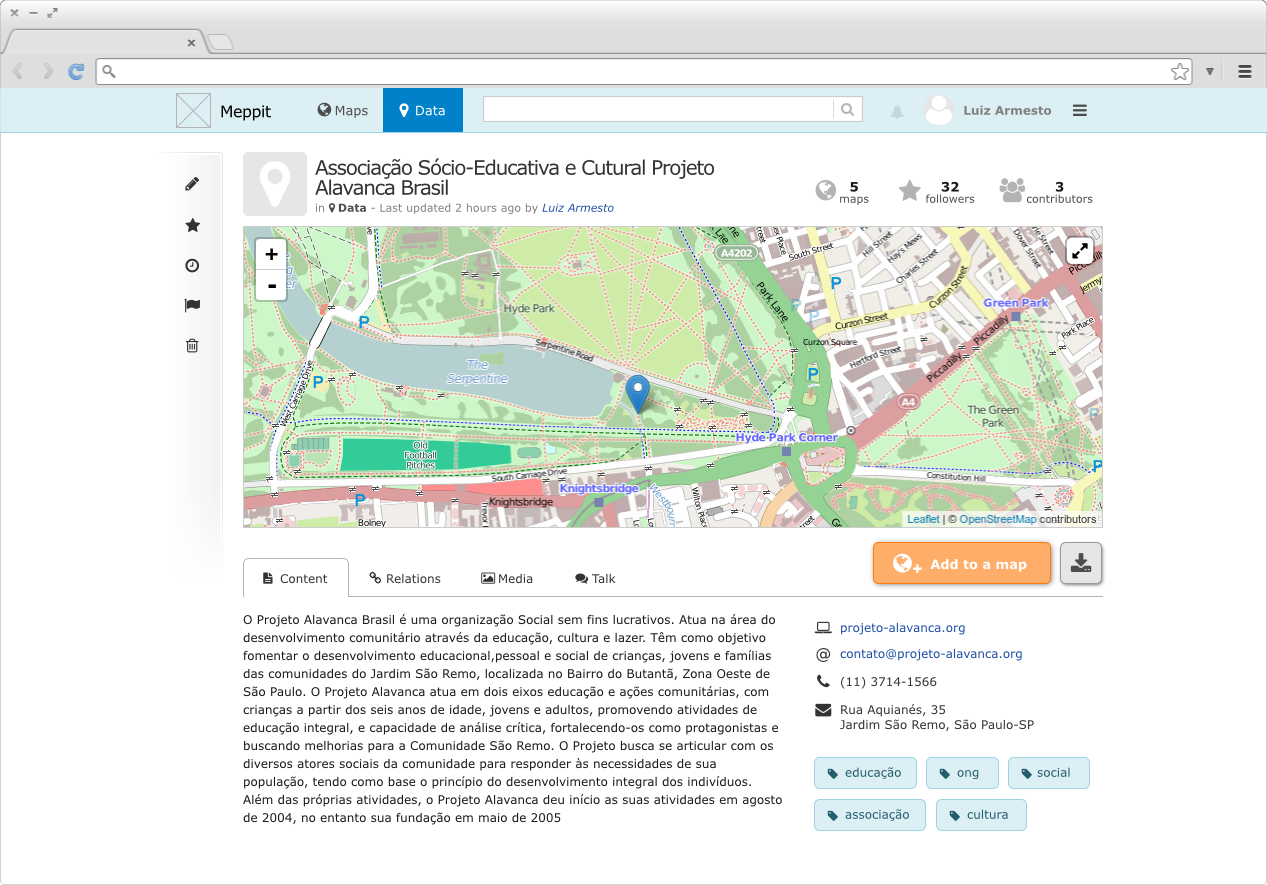 Meppit
Maps
Data
Luiz Armesto
Associação Sócio-Educativa e Cutural Projeto
Alavanca Brasil
in Data - Last updated 2 hours ago by Luiz Armesto
5
maps
32
followers
3
contributors
+
-
A4202
South Street
Hill Street
Hay's Mews
Charles Street
Dover Street
Curzon Street
Jermy
Park Lane
P
Hyde Park
Green Park
Curzon Street
Piccadilly
Park Place
Serpentine Road
Curzon Square
Hertford Street
The
Serpentine
West Carriage Drive
Piccadilly
A4
The Green
Park
Hyde Park Corner
Old
Football
Pitches
South Carriage Drive
Constitution Hill
Knightsbridge
Knightsbridge
Wilton Place
Bolney
Leaflet | © OpenStreetMap contributors
Add to a map
Content
Relations
Media
Talk
O Projeto Alavanca Brasil é uma organização Social sem fins lucrativos. Atua na área do
desenvolvimento comunitário através da educação, cultura e lazer. Têm como objetivo
fomentar o desenvolvimento educacional,pessoal e social de crianças, jovens e famílias
das comunidades do Jardim São Remo, localizada no Bairro do Butantã, Zona Oeste de
São Paulo. O Projeto Alavanca atua em dois eixos educação e ações comunitárias, com
crianças a partir dos seis anos de idade, jovens e adultos, promovendo atividades de
educação integral, e capacidade de análise crítica, fortalecendo-os como protagonistas e
buscando melhorias para a Comunidade São Remo. O Projeto busca se articular com os
diversos atores sociais da comunidade para responder às necessidades de sua
população, tendo como base o princípio do desenvolvimento integral dos indivíduos.
Além das próprias atividades, o Projeto Alavanca deu início as suas atividades em agosto
de 2004, no entanto sua fundação em maio de 2005
projeto-alavanca.org
@ contato@projeto-alavanca.org
(11) 3714-1566
Rua Aquianés, 35
Jardim São Remo, São Paulo-SP
educação
ong
social
associação
cultura